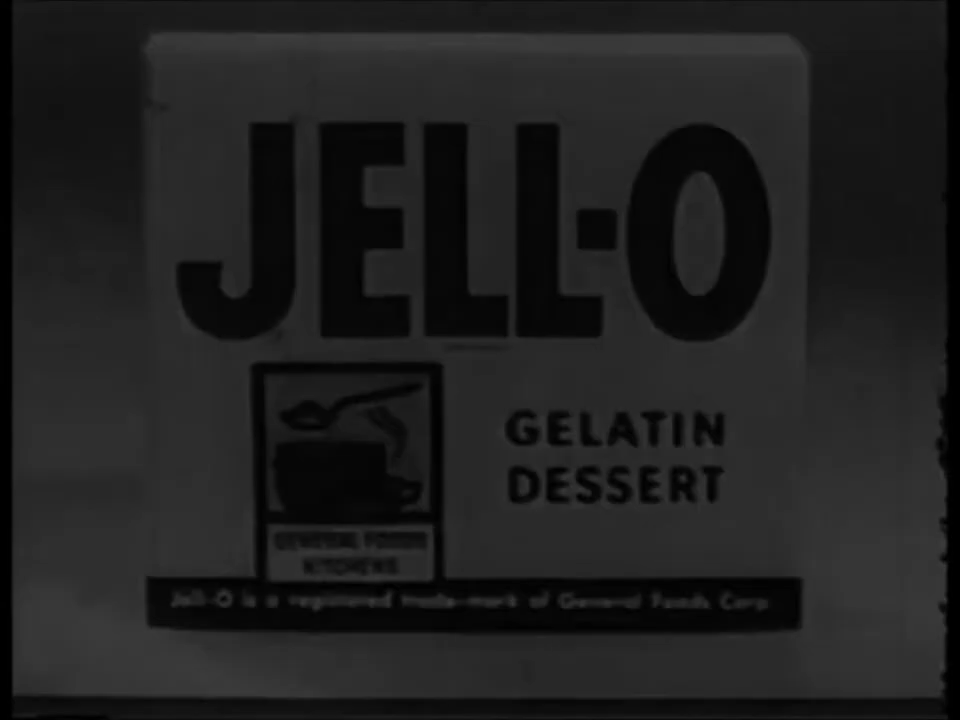 JELL-O
GELATIN
DESSERT
GENERAL FOODS
KITCHENS
Jell-O is a registered trade-mark of General Foods Corp.